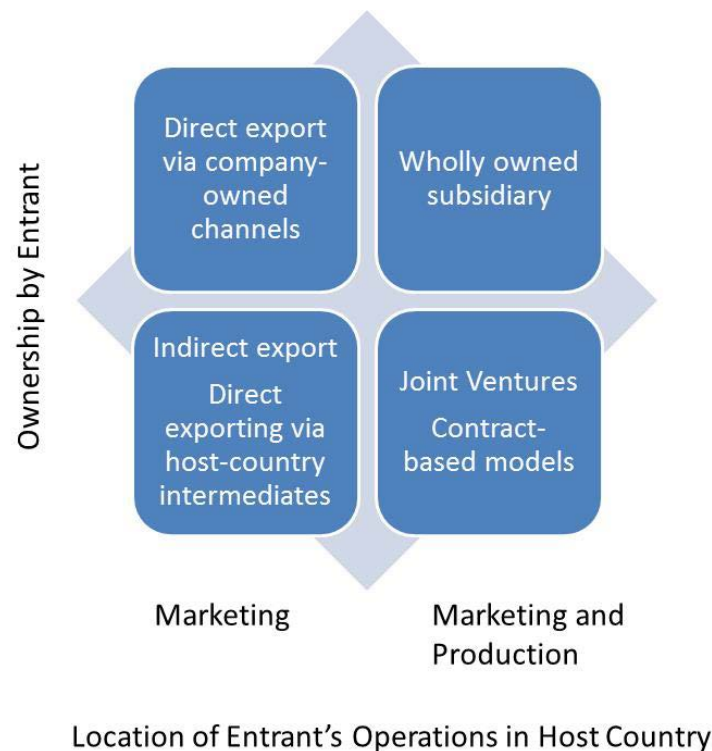 Ownership by Entrant
Direct export
via company-
owned
channels
Wholly owned
subsidiary
Indirect export
Direct
exporting via
host-country
intermediates
Joint Ventures
Contract-
based models
Marketing
Marketing and
Production
Location of Entrant's Operations in Host Country